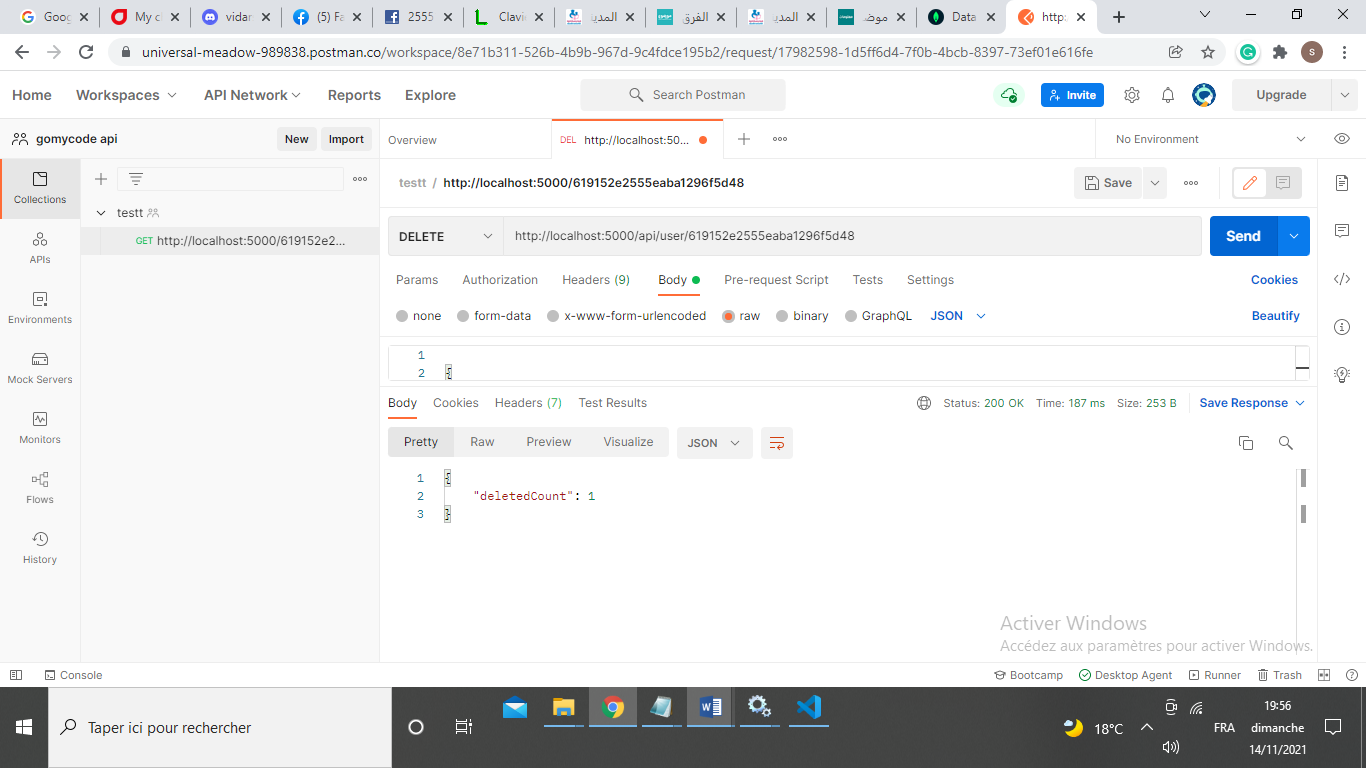 Goog
My cl
vidar
(5) Fa
2555
Clavie
المدي
الفرق
المدي
موض
Data
http:
universal-meadow-989838.postman.co/workspace/8e71b311-526b-4b9b-967d-9c4fdce195b2/request/17982598-1d5ff6d4-7f0b-4bcb-8397-73ef01e616fe
S
Home Workspaces API Network Reports Explore Search Postman Invite Upgrade
gomycode api New Import Overview DEL http://localhost:50... No Environment
Collections
testt / http://localhost:5000/619152e2555eaba1296f5d48 Save
testt
GET http://localhost:5000/619152e2...
DELETE http://localhost:5000/api/user/619152e2555eaba1296f5d48 Send
APIs
Environments
Mock Servers
Monitors
Flows
History
Params Authorization Headers (9) Body Pre-request Script Tests Settings Cookies
none form-data x-www-form-urlencoded raw binary GraphQL JSON Beautify
1
2 {
Body Cookies Headers (7) Test Results Status: 200 OK Time: 187 ms Size: 253 B Save Response
Pretty Raw Preview Visualize JSON
1 {
2 "deletedCount": 1
3 }
Activer Windows
Accédez aux paramètres pour activer Windows.
Console Bootcamp Desktop Agent Runner Trash
Taper ici pour rechercher
18°C
FRA
19:56
dimanche
14/11/2021